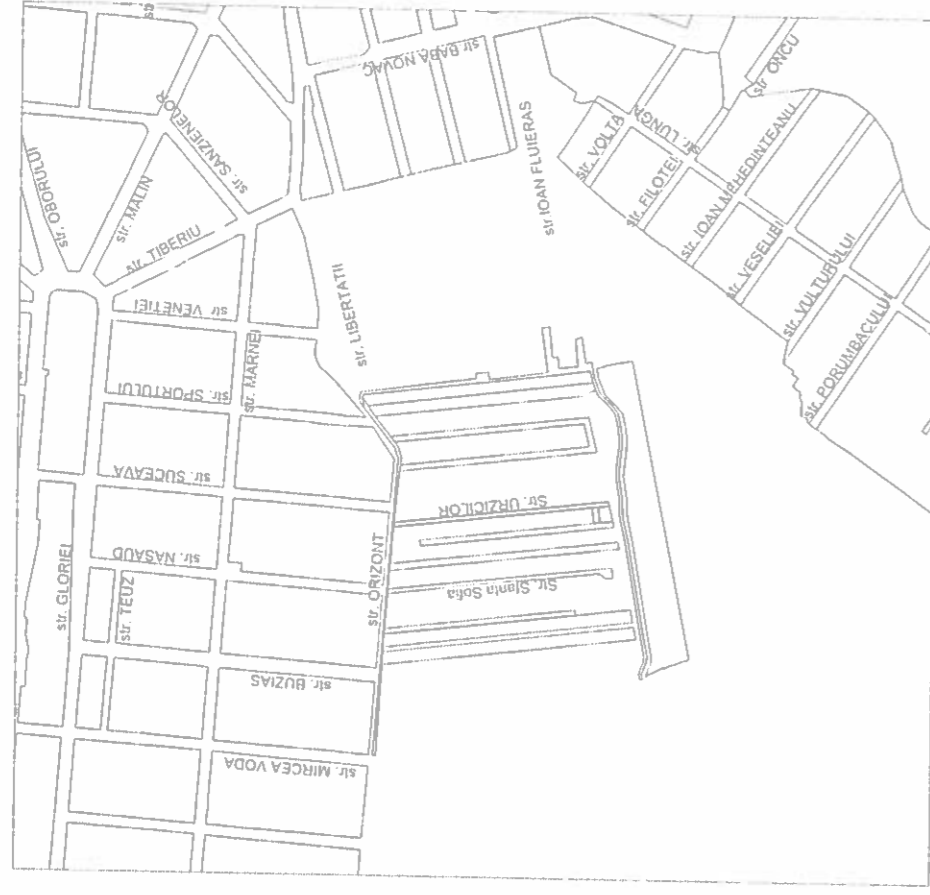 str BABA NOVAC
str. ONCU
str. OBORULUI
str. MALIN
str. SANZIENELOR
str IOAN FLUIERAS
str. VOLTA
str. LUNGA
str. FILOTEI
str. IOAN MEHEDINTEANU
str. TIBERIU
str. VESELIEI
str. VULTURULUI
str VENETIEI
str. LIBERTATII
str. PORUMBACULUI
str. SPORTULUI
str. MARNEI
str. SUCEAVA
Str. URZICILOR
str. NASAUD
str. GLORIEI
str. TEUZ
str. ORIZONT
Str. Sfanta Sofia
str. BUZIAS
str. MIRCEA VODA